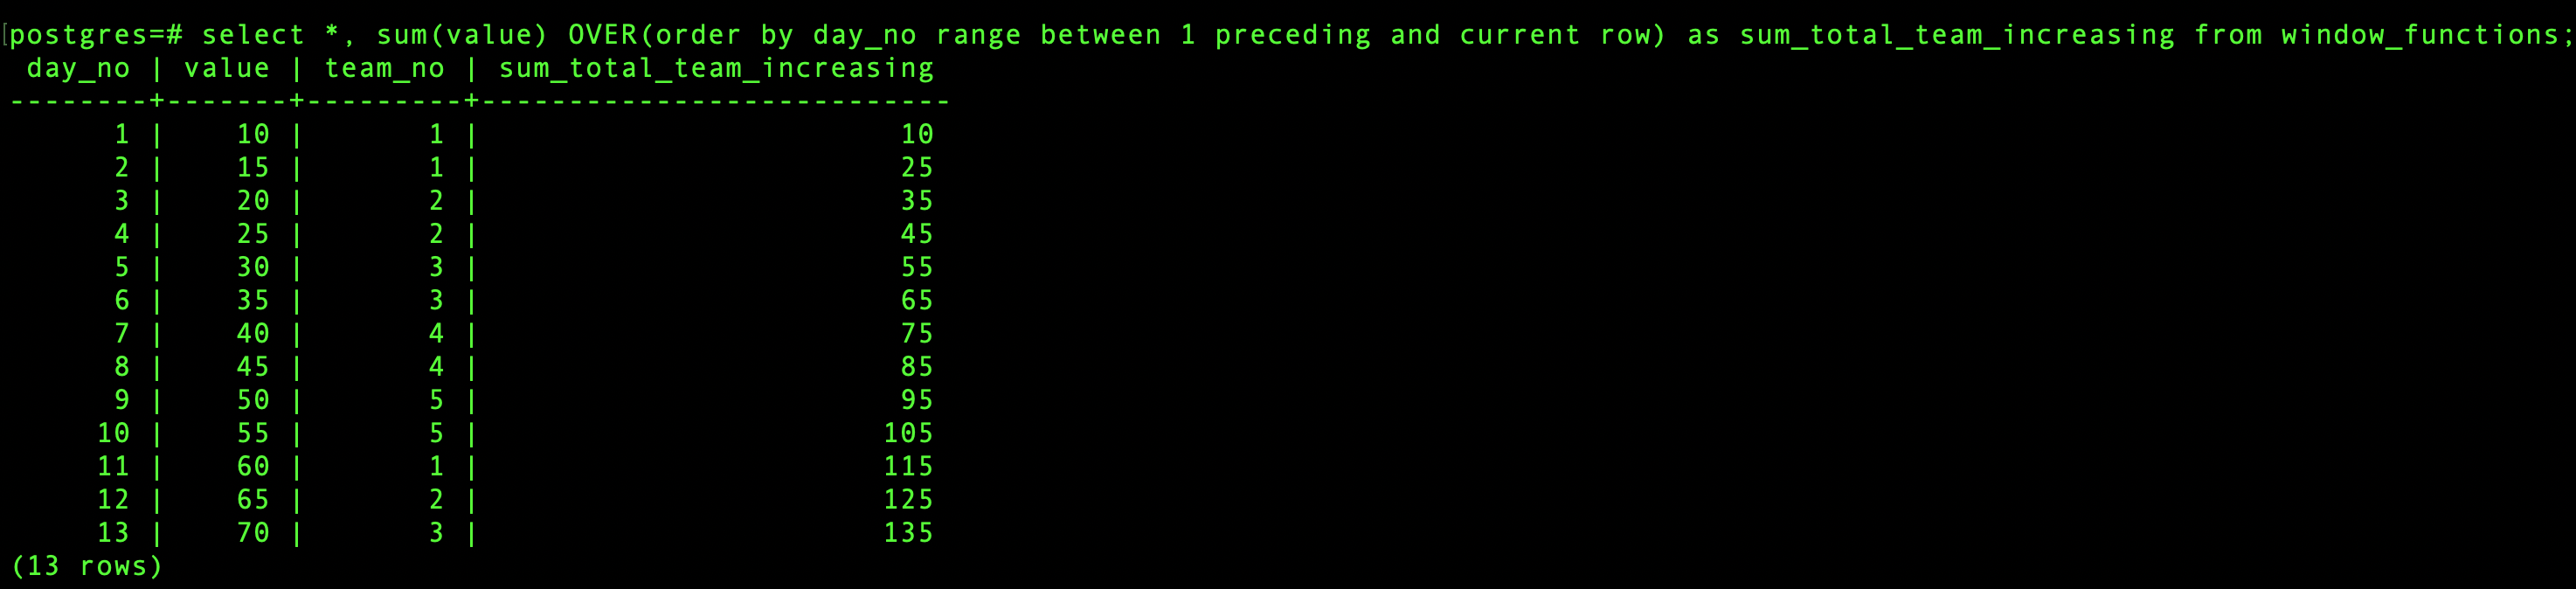 [postgres=# select *, sum(value) OVER(order by day_no range between 1 preceding and current row) as sum_total_team_increasing from window_functions;
 day_no | value | team_no | sum_total_team_increasing
--------+-------+---------+---------------------------
      1 |    10 |       1 |                        10
      2 |    15 |       1 |                        25
      3 |    20 |       2 |                        35
      4 |    25 |       2 |                        45
      5 |    30 |       3 |                        55
      6 |    35 |       3 |                        65
      7 |    40 |       4 |                        75
      8 |    45 |       4 |                        85
      9 |    50 |       5 |                        95
     10 |    55 |       5 |                       105
     11 |    60 |       1 |                       115
     12 |    65 |       2 |                       125
     13 |    70 |       3 |                       135
(13 rows)